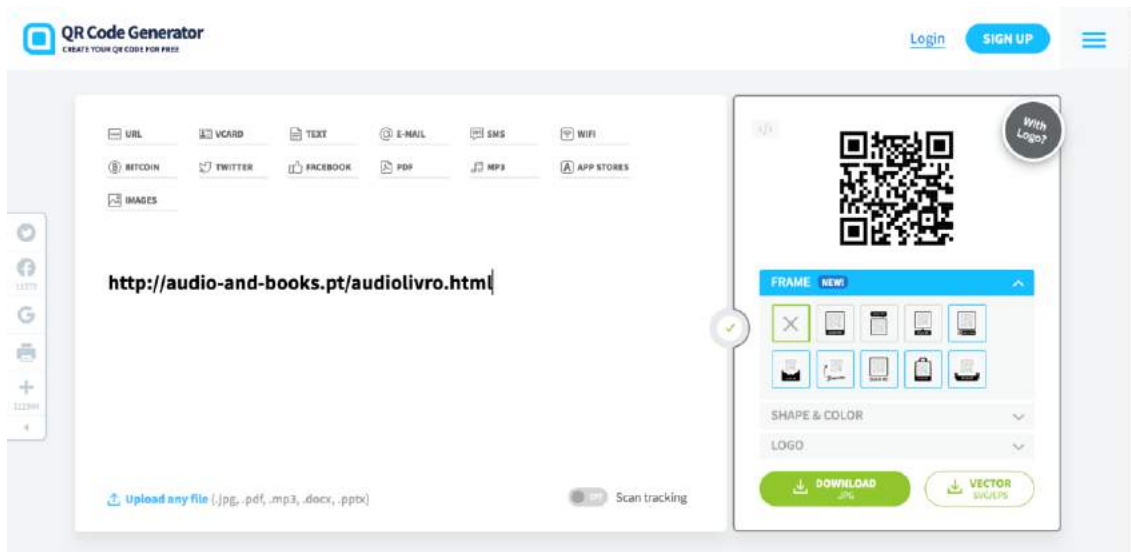 QR Code Generator
CREATE YOUR QR CODE FOR FREE
Login
SIGN UP
URL
VCARD
TEXT
E-MAIL
SMS
WIFI
BITCOIN
TWITTER
FACEBOOK
PDF
MP3
APP STORES
IMAGES
http://audio-and-books.pt/audiolivro.html
Upload any file (.jpg, .pdf, .mp3, .docx, .pptx)
OFF
Scan tracking
With
Logo?
FRAME NEW!
SHAPE & COLOR
LOGO
DOWNLOAD
JPG
VECTOR
SVG/EPS